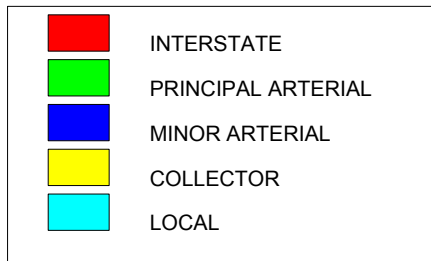 INTERSTATE
PRINCIPAL ARTERIAL
MINOR ARTERIAL
COLLECTOR
LOCAL